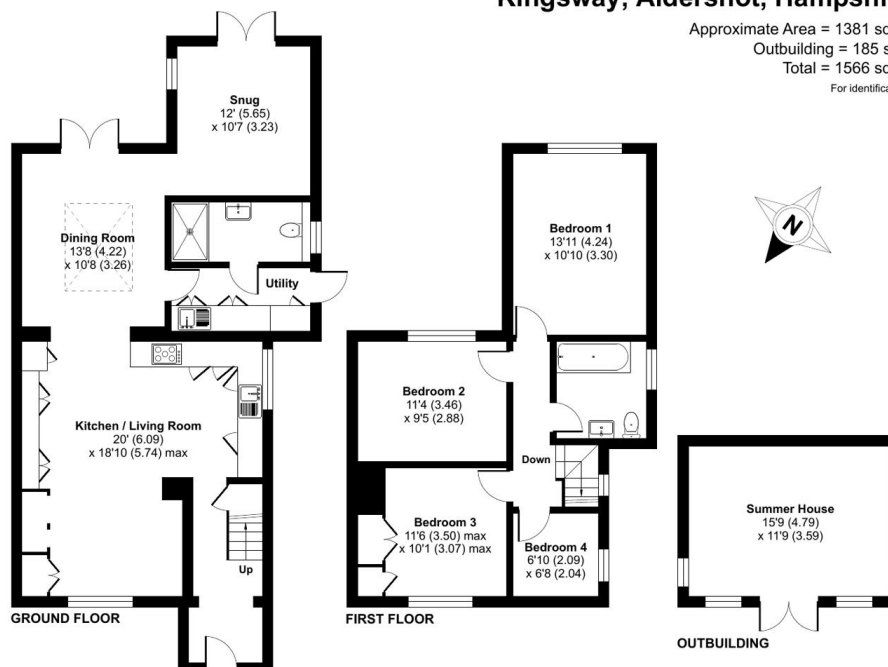 Kingsway, Aldershot,
Approximate Area = 1381
Outbuilding = 185
Total = 1566
For
Snug
12' (5.65)
x 10'7 (3.23)
Dining Room
13'8 (4.22)
x 10'8 (3.26)
Utility
Kitchen / Living Room
20' (6.09)
x 18'10 (5.74) max
Up
GROUND FLOOR
Bedroom 1
13'11 (4.24)
x 10'10 (3.30)
Bedroom 2
11'4 (3.46)
x 9'5 (2.88)
Down
Bedroom 3
11'6 (3.50) max
x 10'1 (3.07) max
Bedroom 4
6'10 (2.09)
x 6'8 (2.04)
FIRST FLOOR
N
Summer House
15'9 (4.79)
x 11'9 (3.59)
OUTBUILDING